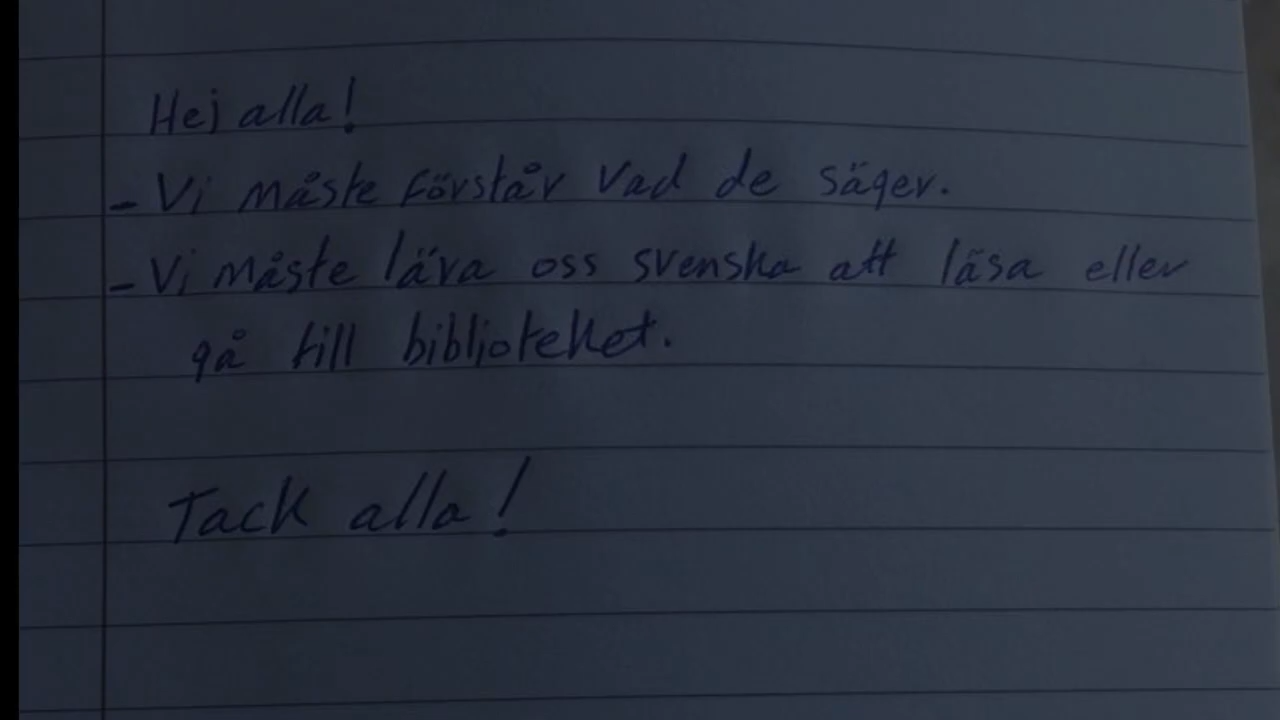 Hej alla!
- Vi måste förstår vad de säger.
- Vi måste lära oss svenska att läsa eller
gå till biblioteket.
Tack alla!